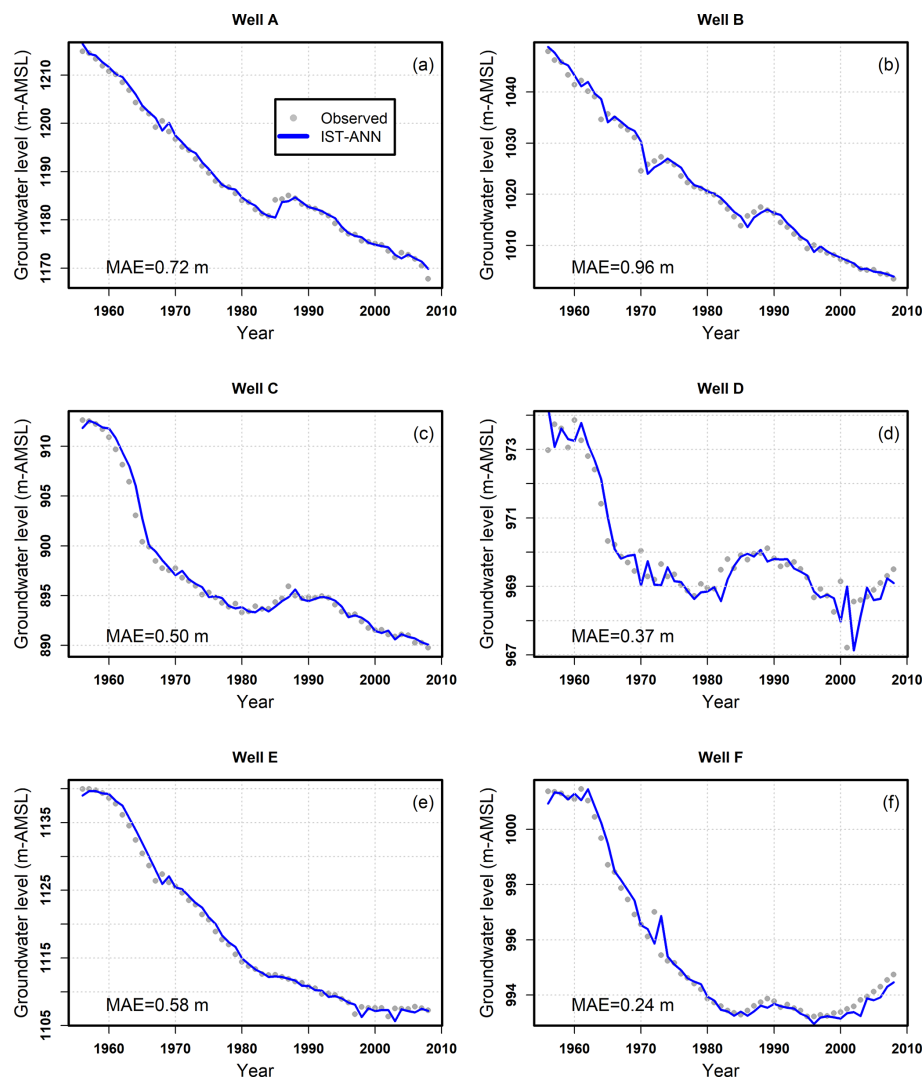 Well A
Groundwater level (m-AMSL)
1210
1200
1190
1180
1170
(a)
Observed
IST-ANN
MAE=0.72 m
1960 1970 1980 1990 2000 2010
Year
Well B
Groundwater level (m-AMSL)
1040
1030
1020
1010
(b)
MAE=0.96 m
1960 1970 1980 1990 2000 2010
Year
Well C
Groundwater level (m-AMSL)
910
905
900
895
890
(c)
MAE=0.50 m
1960 1970 1980 1990 2000 2010
Year
Well D
Groundwater level (m-AMSL)
973
971
969
967
(d)
MAE=0.37 m
1960 1970 1980 1990 2000 2010
Year
Well E
Groundwater level (m-AMSL)
1135
1125
1115
1105
(e)
MAE=0.58 m
1960 1970 1980 1990 2000 2010
Year
Well F
Groundwater level (m-AMSL)
1000
998
996
994
(f)
MAE=0.24 m
1960 1970 1980 1990 2000 2010
Year